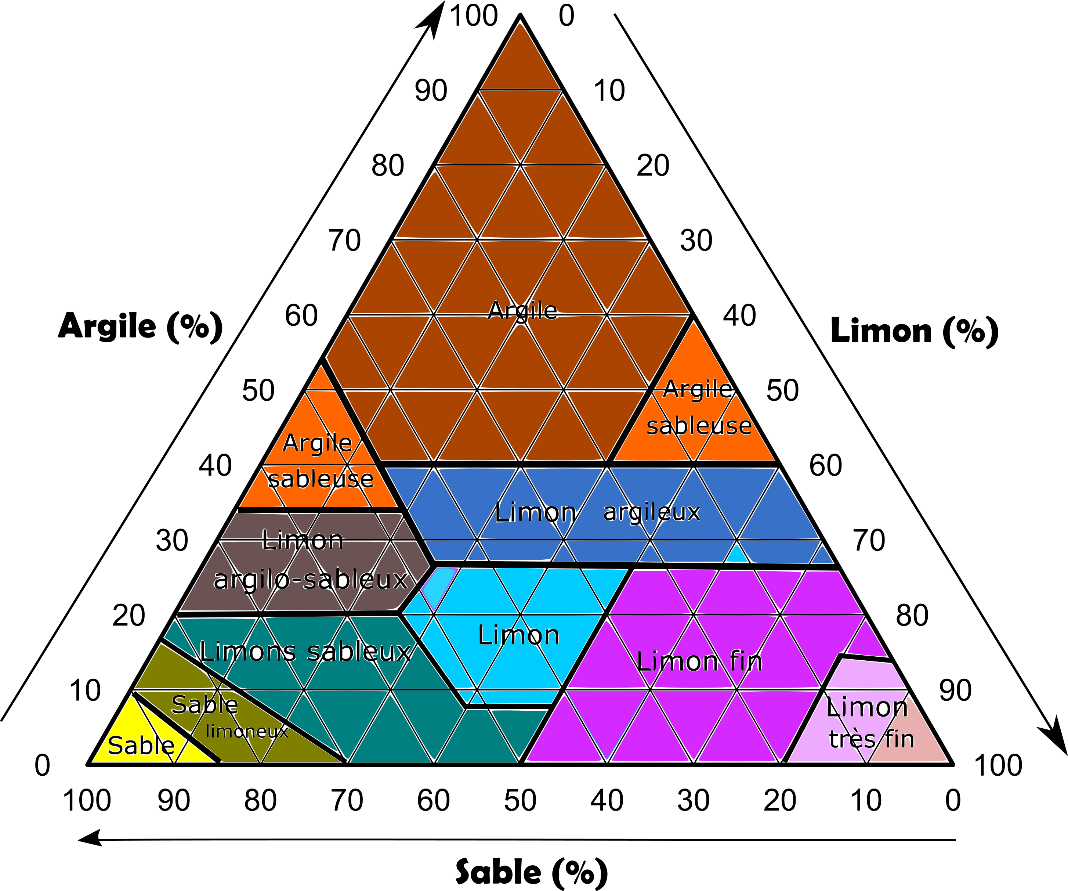 100 0
90 10
80 20
70 30
Argile
60 40
Argile (%) Limon (%)
50 Argile 50
sableuse
Argile
40 60
sableuse
Limon argileux
30 Limon 70
argilo-sableux
20 80
Limon
Limons sableux
Limon fin
10 90
Sable Limon
limoneux
Sable très fin
0 100
100 90 80 70 60 50 40 30 20 10 0
Sable (%)